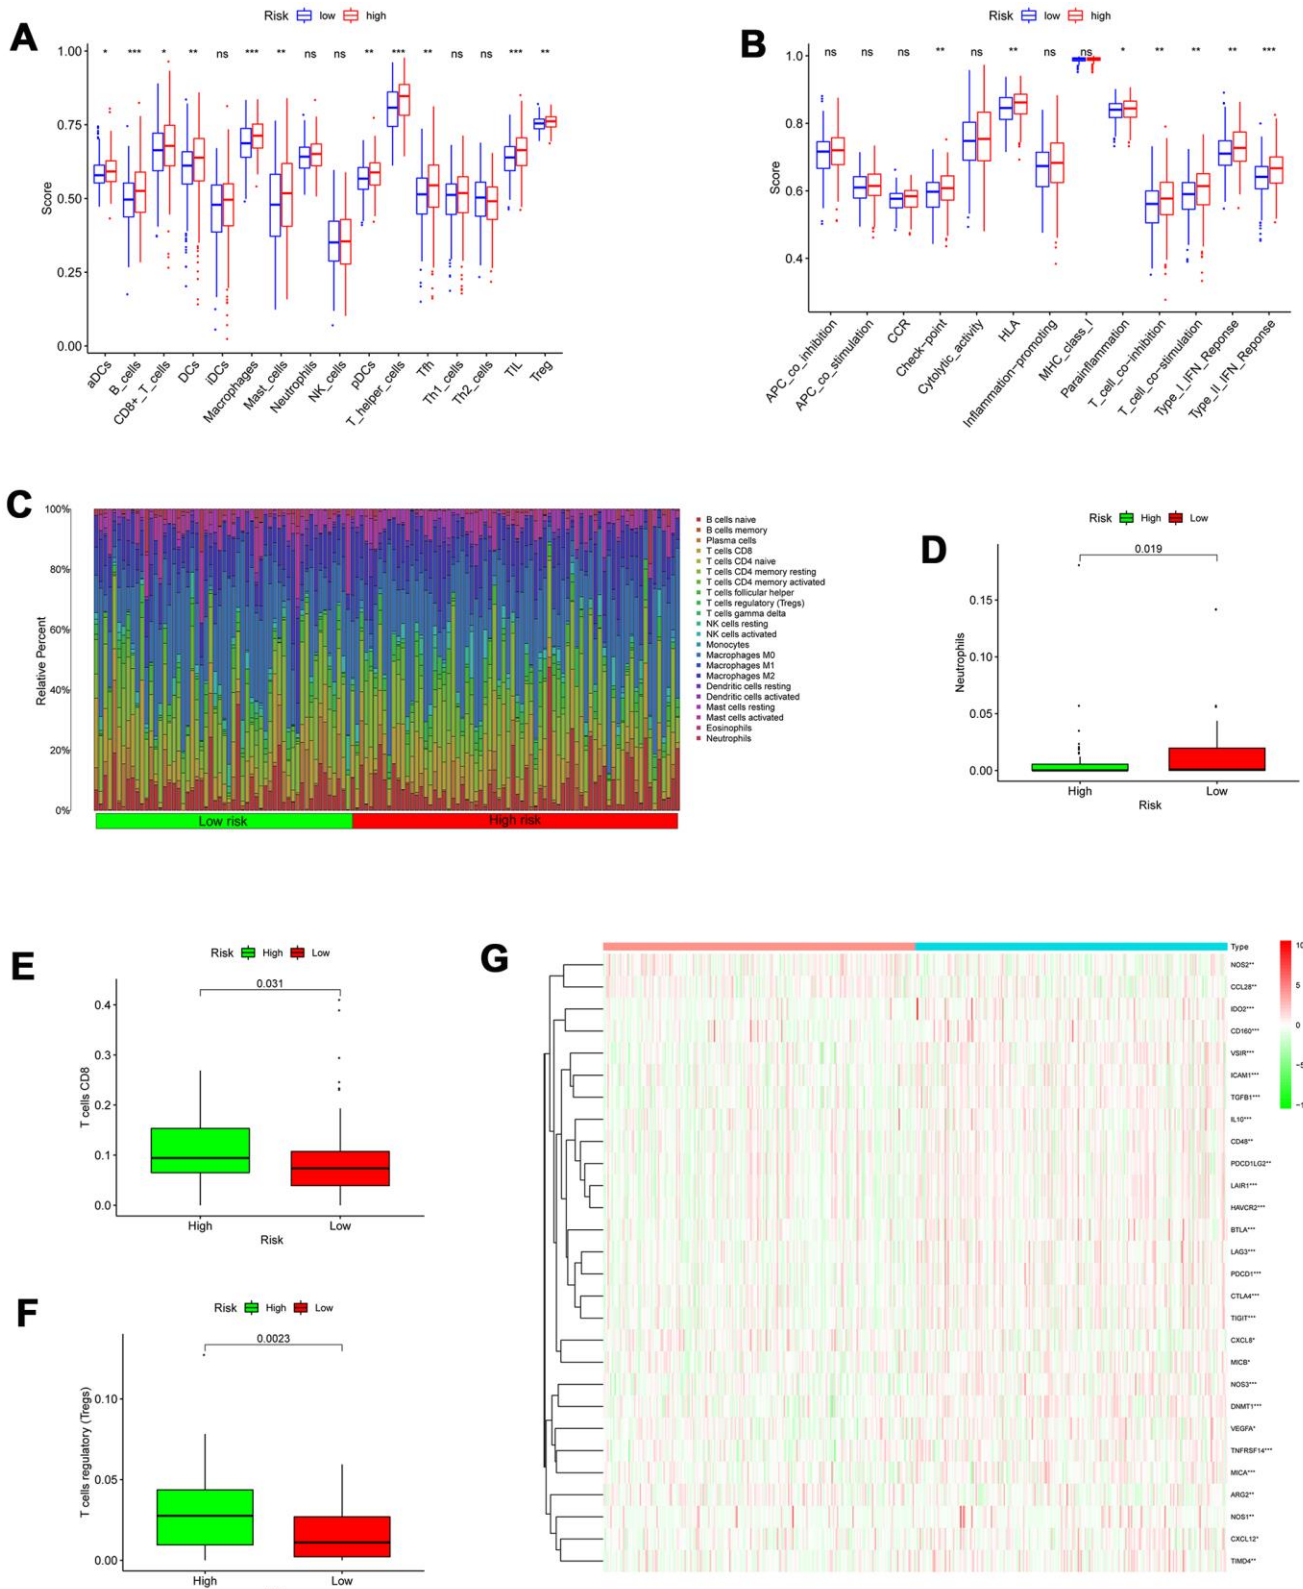 A
Risk low high
* *** * ** ns *** ** ns ns ** *** ** ns ns *** **
Score
1.00
0.75
0.50
0.25
0.00
aDCs
B_cells
CD8+_T_cells
DCs
iDCs
Macrophages
Mast_cells
Neutrophils
NK_cells
pDCs
T_helper_cells
Tfh
Th1_cells
Th2_cells
TIL
Treg
B
Risk low high
ns ns ns ** ns ** ns ns * ** ** ** ***
Score
1.0
0.8
0.6
0.4
APC_co_inhibition
APC_co_stimulation
CCR
Check-point
Cytolytic_activity
HLA
Inflammation-promoting
MHC_class_I
Parainflammation
T_cell_co-inhibition
T_cell_co-stimulation
Type_I_IFN_Reponse
Type_II_IFN_Reponse
C
Relative Percent
100%
80%
60%
40%
20%
0%
Low risk
High risk
B cells naive
B cells memory
Plasma cells
T cells CD8
T cells CD4 naive
T cells CD4 memory resting
T cells CD4 memory activated
T cells follicular helper
T cells regulatory (Tregs)
T cells gamma delta
NK cells resting
NK cells activated
Monocytes
Macrophages M0
Macrophages M1
Macrophages M2
Dendritic cells resting
Dendritic cells activated
Mast cells resting
Mast cells activated
Eosinophils
Neutrophils
D
Risk High Low
0.019
Neutrophils
0.15
0.10
0.05
0.00
High Low
Risk
E
Risk High Low
0.031
T cells CD8
0.4
0.3
0.2
0.1
0.0
High Low
Risk
F
Risk High Low
0.0023
T cells regulatory (Tregs)
0.10
0.05
0.00
High Low
G
Type
NOS2**
CCL28**
IDO2***
CD160***
VSIR***
ICAM1***
TGFB1***
IL10***
CD48**
PDCD1LG2**
LAIR1***
HAVCR2***
BTLA***
LAG3***
PDCD1***
CTLA4***
TIGIT***
CXCL8*
MICB*
NOS3***
DNMT1***
VEGFA*
TNFRSF14***
MICA***
ARG2**
NOS1**
CXCL12*
TIMD4**
10
5
0